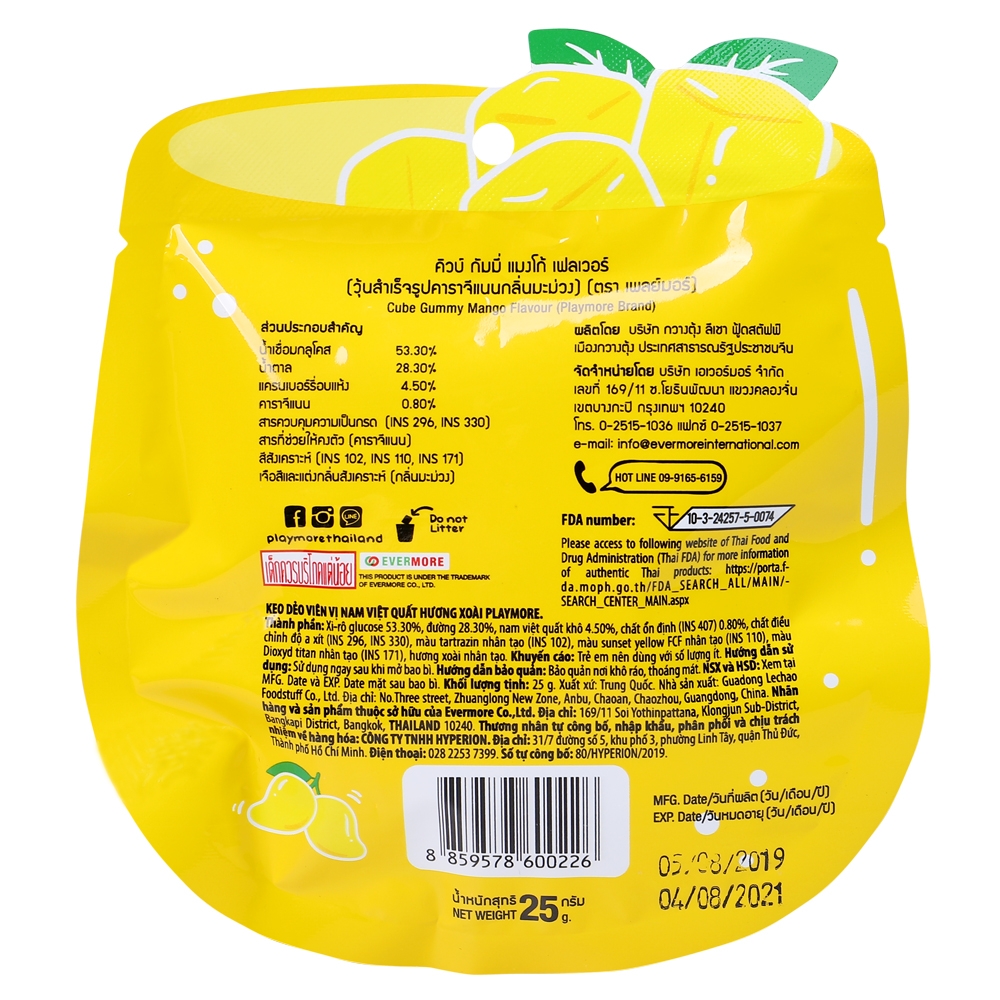 คิวบ์ กัมมี่ แมงโก้ เฟลเวอร์
(วุ้นสำเร็จรูปคาราจีแนนกลิ่นมะม่วง) (ตรา เพลย์มอร์)
Cube Gummy Mango Flavour (Playmore Brand)
ส่วนประกอบสำคัญ
น้ำเชื่อมกลูโคส 53.30%
น้ำตาล 28.30%
แครนเบอร์รี่อบแห้ง 4.50%
คาราจีแนน 0.80%
สารควบคุมความเป็นกรด (INS 296, INS 330)
สารที่ช่วยให้คงตัว (คาราจีแนน)
สีสังเคราะห์ (INS 102, INS 110, INS 171)
เจือสีและแต่งกลิ่นสังเคราะห์ (กลิ่นมะม่วง)
ผลิตโดย บริษัท กวางตุ้ง ลีเชา ฟู้ดสตัฟฟ์
เมืองกวางตุ้ง ประเทศสาธารณรัฐประชาชนจีน
จัดจำหน่ายโดย บริษัท เอเวอร์มอร์ จำกัด
เลขที่ 169/11 ซ.โยธินพัฒนา แขวงคลองจั่น
เขตบางกะปิ กรุงเทพฯ 10240
โทร. 0-2515-1036 แฟกซ์ 0-2515-1037
e-mail: info@evermoreinternational.com
HOT LINE 09-9165-6159
LINE
playmorethailand
Do not
Litter
เด็กควรบริโภคแต่น้อย
EVERMORE
THIS PRODUCT IS UNDER THE TRADEMARK
OF EVERMORE CO., LTD.
FDA number: 10-3-24257-5-0074
Please access to following website of Thai Food and
Drug Administration (Thai FDA) for more information
of authentic Thai products: https://porta.f-
da.moph.go.th/FDA_SEARCH_ALL/MAIN/-
SEARCH_CENTER_MAIN.aspx
KẸO DẺO VIÊN VỊ NAM VIỆT QUẤT HƯƠNG XOÀI PLAYMORE.
Thành phần: Xi-rô glucose 53.30%, đường 28.30%, nam việt quất khô 4.50%, chất ổn định (INS 407) 0.80%, chất điều
chỉnh độ a xít (INS 296, INS 330), màu tartrazin nhân tạo (INS 102), màu sunset yellow FCF nhân tạo (INS 110), màu
Dioxyd titan nhân tạo (INS 171), hương xoài nhân tạo. Khuyến cáo: Trẻ em nên dùng với số lượng ít. Hướng dẫn sử
dụng: Sử dụng ngay sau khi mở bao bì. Hướng dẫn bảo quản: Bảo quản nơi khô ráo, thoáng mát. NSX và HSD: Xem tại
MFG. Date và EXP. Date mặt sau bao bì. Khối lượng tịnh: 25 g. Xuất xứ: Trung Quốc. Nhà sản xuất: Guadong Lechao
Foodstuff Co., Ltd. Địa chỉ: No.Three street, Zhuanglong New Zone, Anbu, Chaoan, Chaozhou, Guangdong, China. Nhãn
hàng và sản phẩm thuộc sở hữu của Evermore Co.,Ltd. Địa chỉ: 169/11 Soi Yothinpattana, Klongjun Sub-District,
Bangkapi District, Bangkok, THAILAND 10240. Thương nhân tự công bố, nhập khẩu, phân phối và chịu trách
nhiệm về hàng hóa: CÔNG TY TNHH HYPERION. Địa chỉ: 31/7 đường số 5, khu phố 3, phường Linh Tây, quận Thủ Đức,
Thành phố Hồ Chí Minh. Điện thoại: 028 2253 7399. Số tự công bố: 80/HYPERION/2019.
8 859578 600226
น้ำหนักสุทธิ 25 กรัม
NET WEIGHT g.
MFG. Date/วันที่ผลิต (วัน/เดือน/ปี)
EXP. Date/วันหมดอายุ (วัน/เดือน/ปี)
05/08/2019
04/08/2021